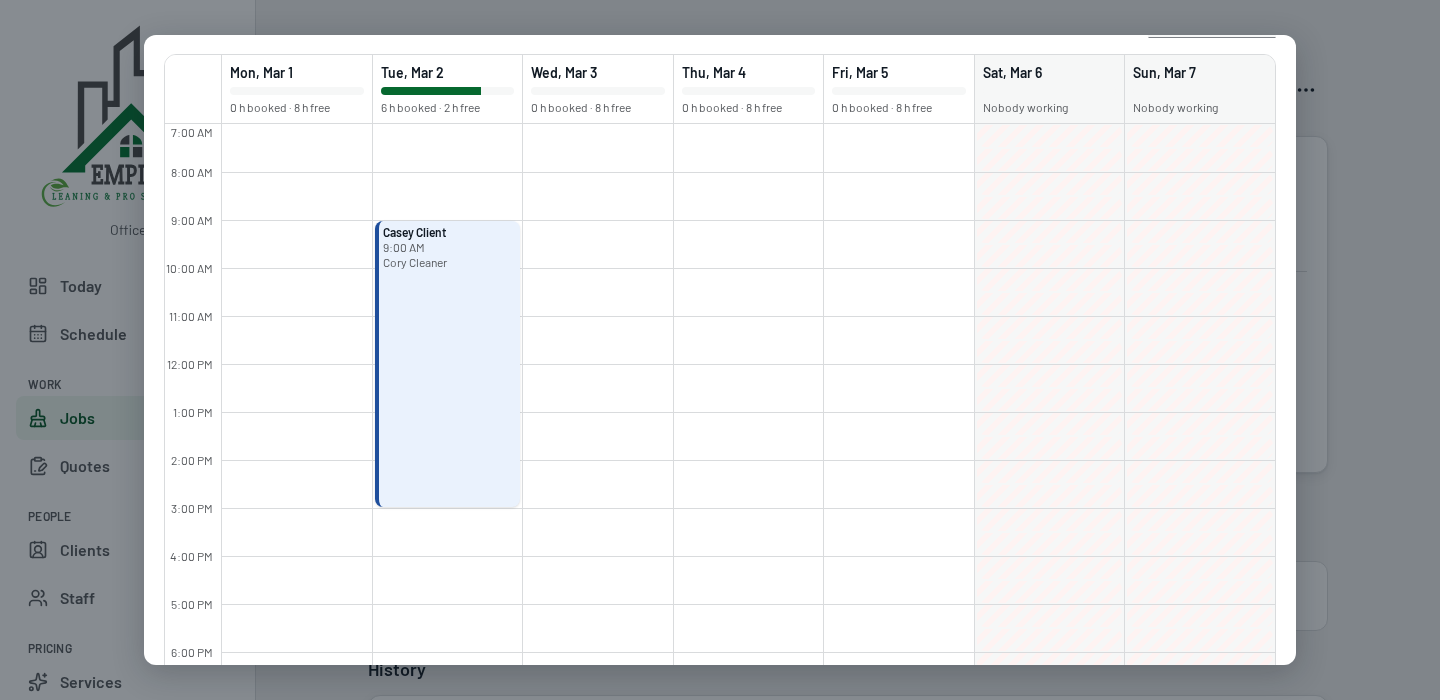 LEANING & PRO S
Office
Today
Schedule
WORK
Jobs
Quotes
PEOPLE
Clients
Staff
PRICING
Services
Mon, Mar 1
0 h booked · 8 h free
Tue, Mar 2
6 h booked · 2 h free
Wed, Mar 3
0 h booked · 8 h free
Thu, Mar 4
0 h booked · 8 h free
Fri, Mar 5
0 h booked · 8 h free
Sat, Mar 6
Nobody working
Sun, Mar 7
Nobody working
7:00 AM
8:00 AM
9:00 AM
10:00 AM
11:00 AM
12:00 PM
1:00 PM
2:00 PM
3:00 PM
4:00 PM
5:00 PM
6:00 PM
Casey Client
9:00 AM
Cory Cleaner
History